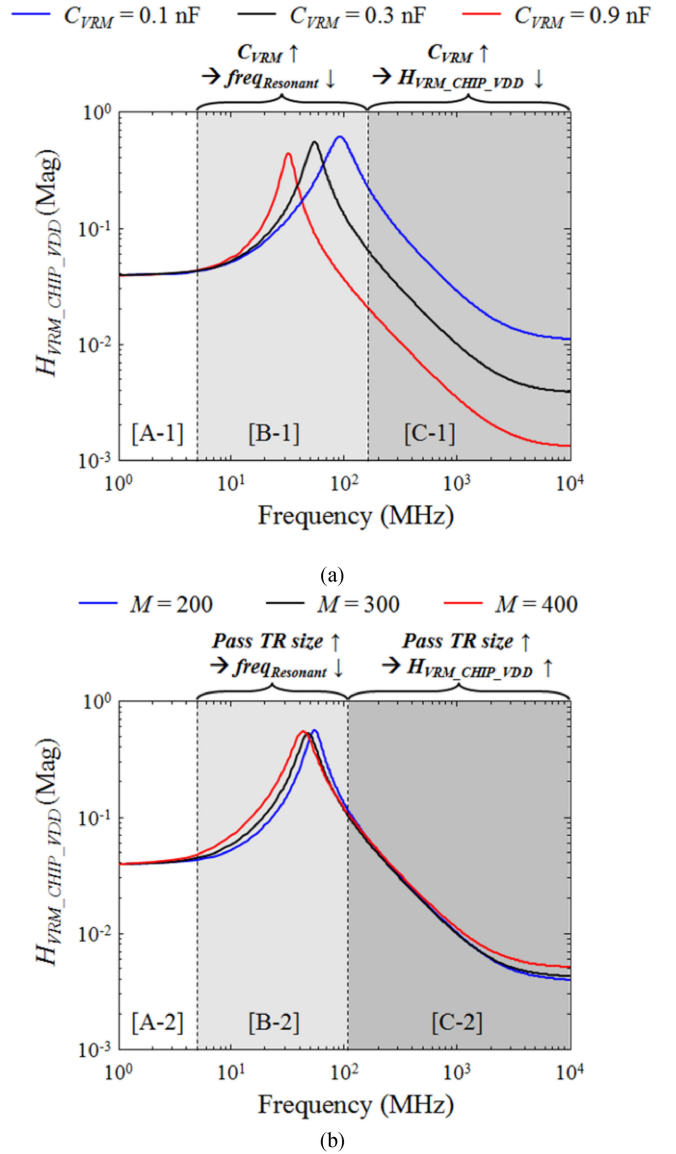 C_VRM = 0.1 nF C_VRM = 0.3 nF C_VRM = 0.9 nF
C_VRM ↑ C_VRM ↑
→ freq_Resonant ↓ → H_VRM_CHIP_VDD ↓
H_VRM_CHIP_VDD (Mag)
10^0
10^-1
10^-2
10^-3
[A-1] [B-1] [C-1]
10^0 10^1 10^2 10^3 10^4
Frequency (MHz)
(a)
M = 200 M = 300 M = 400
Pass TR size ↑ Pass TR size ↑
→ freq_Resonant ↓ → H_VRM_CHIP_VDD ↑
H_VRM_CHIP_VDD (Mag)
10^0
10^-1
10^-2
10^-3
[A-2] [B-2] [C-2]
10^0 10^1 10^2 10^3 10^4
Frequency (MHz)
(b)